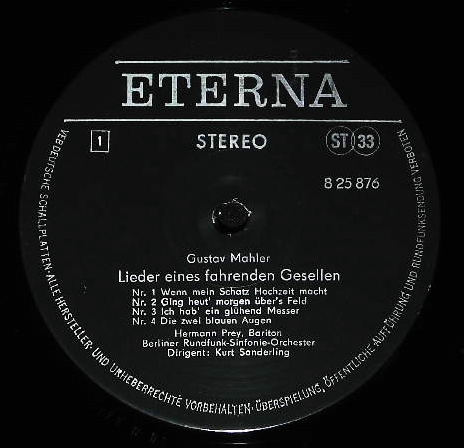 ETERNA
1
STEREO
ST 33
8 25 876
Gustav Mahler
Lieder eines fahrenden Gesellen
Nr. 1 Wenn mein Schatz Hochzeit macht
Nr. 2 Ging heut' morgen über's Feld
Nr. 3 Ich hab' ein glühend Messer
Nr. 4 Die zwei blauen Augen
Hermann Prey, Bariton
Berliner Rundfunk-Sinfonie-Orchester
Dirigent: Kurt Sanderling
VEB DEUTSCHE SCHALLPLATTEN·ALLE HERSTELLER- UND URHEBERRECHTE VORBEHALTEN·ÜBERSPIELUNG, ÖFFENTLICHE AUFFÜHRUNG UND RUNDFUNKSENDUNG VERBOTEN